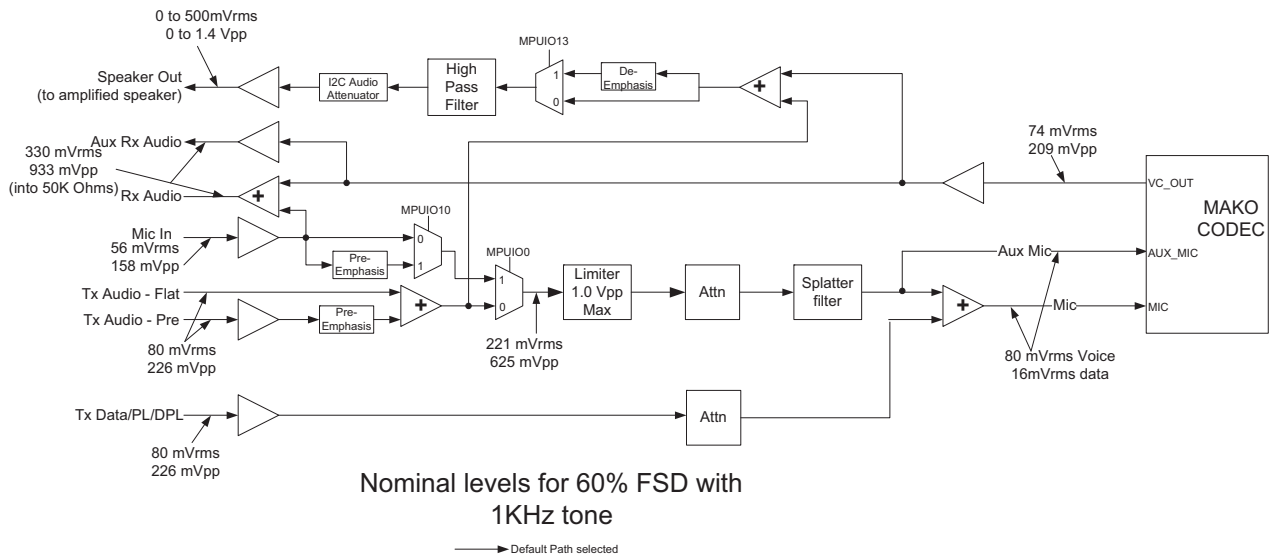 0 to 500mVrms
0 to 1.4 Vpp
MPUIO13
Speaker Out
(to amplified speaker)
I2C Audio
Attenuator
High
Pass
Filter
1
0
De-
Emphasis
+
Aux Rx Audio
330 mVrms
933 mVpp
(into 50K Ohms)
Rx Audio
+
74 mVrms
209 mVpp
VC_OUT
MAKO
CODEC
AUX_MIC
MIC
Mic In
56 mVrms
158 mVpp
MPUIO10
0
1
Pre-
Emphasis
MPUIO0
1
0
Tx Audio - Flat
Tx Audio - Pre
80 mVrms
226 mVpp
Pre-
Emphasis
+
221 mVrms
625 mVpp
Limiter
1.0 Vpp
Max
Attn
Splatter
filter
Aux Mic
+
Mic
80 mVrms Voice
16mVrms data
Tx Data/PL/DPL
80 mVrms
226 mVpp
Attn
Nominal levels for 60% FSD with
1KHz tone
Default Path selected